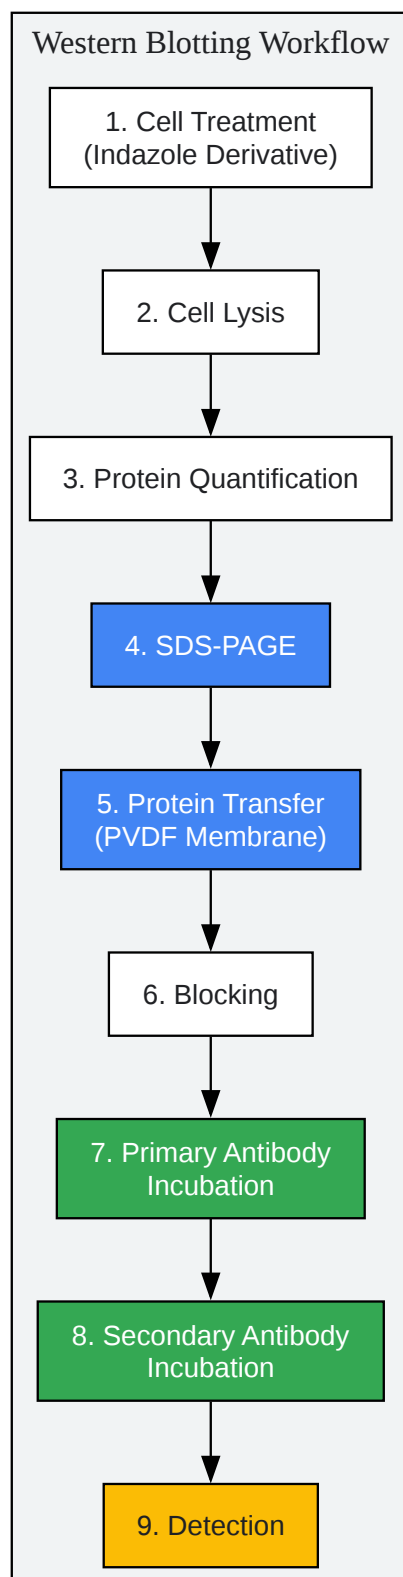 Western Blotting Workflow
1. Cell Treatment
(Indazole Derivative)
2. Cell Lysis
3. Protein Quantification
4. SDS-PAGE
5. Protein Transfer
(PVDF Membrane)
6. Blocking
7. Primary Antibody
Incubation
8. Secondary Antibody
Incubation
9. Detection